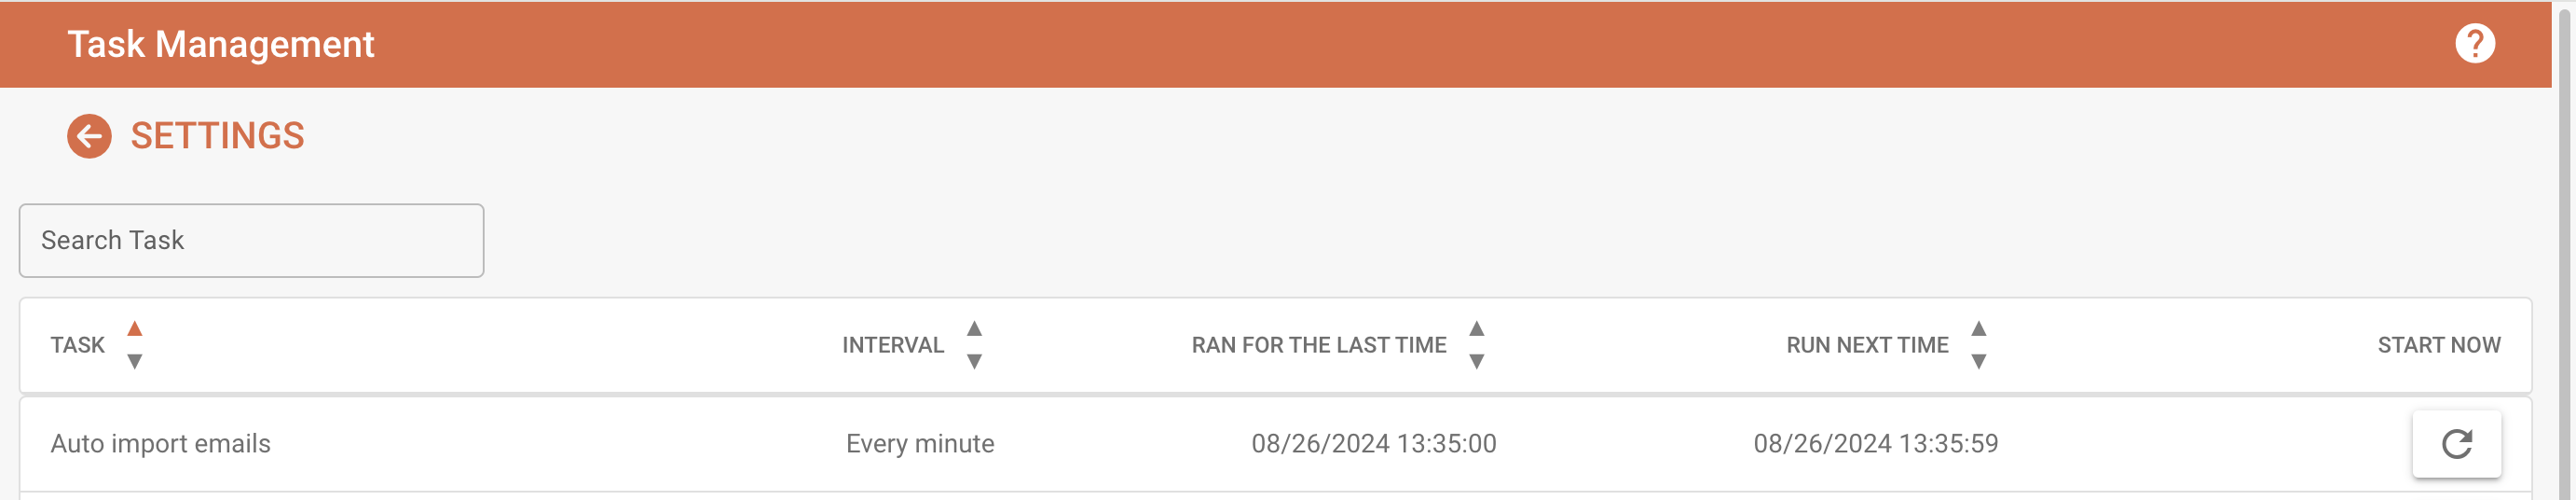 Task Management
?
SETTINGS
Search Task
TASK INTERVAL RAN FOR THE LAST TIME RUN NEXT TIME START NOW
Auto import emails Every minute 08/26/2024 13:35:00 08/26/2024 13:35:59